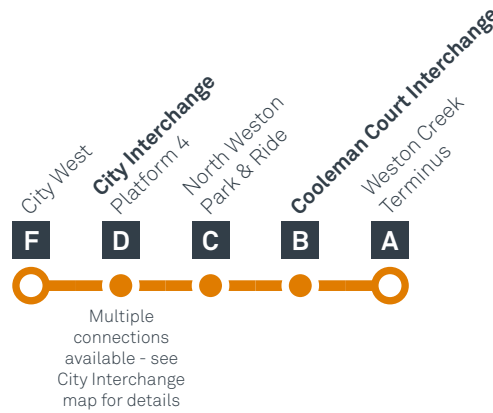 City West
City Interchange
Platform 4
North Weston
Park & Ride
Cooleman Court Interchange
Weston Creek
Terminus
F
D
C
B
A
Multiple
connections
available - see
City Interchange
map for details